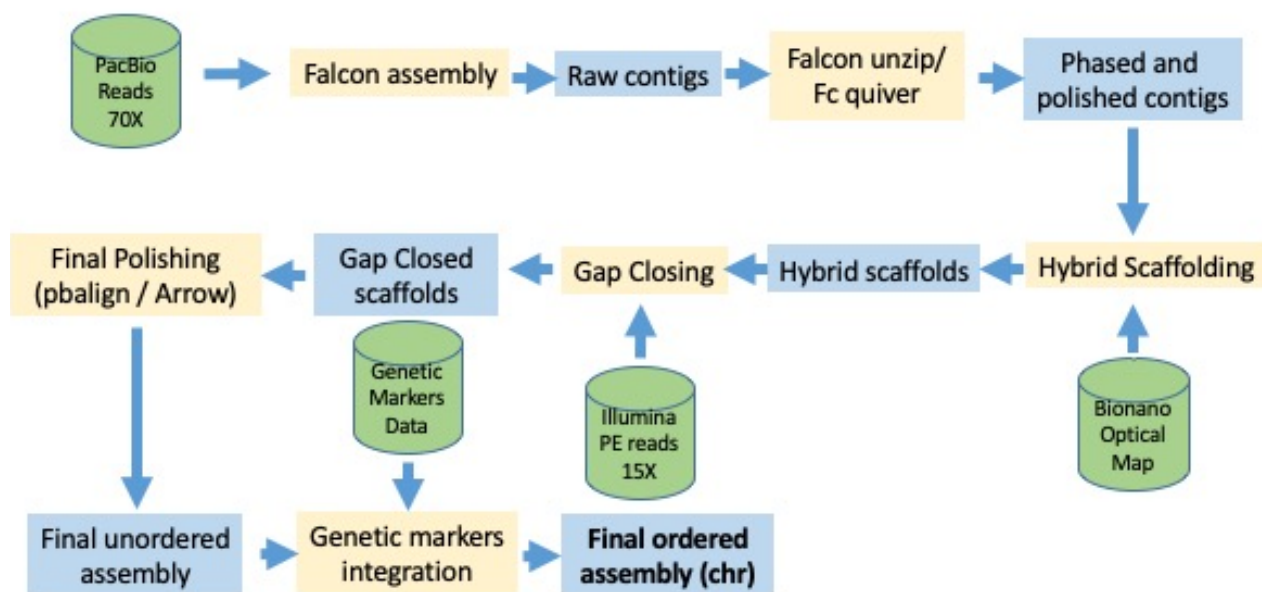 PacBio
Reads
70X
Falcon assembly
Raw contigs
Falcon unzip/
Fc quiver
Phased and
polished contigs
Final Polishing
(pbalign / Arrow)
Gap Closed
scaffolds
Gap Closing
Hybrid scaffolds
Hybrid Scaffolding
Genetic
Markers
Data
Illumina
PE reads
15X
Bionano
Optical
Map
Final unordered
assembly
Genetic markers
integration
Final ordered
assembly (chr)